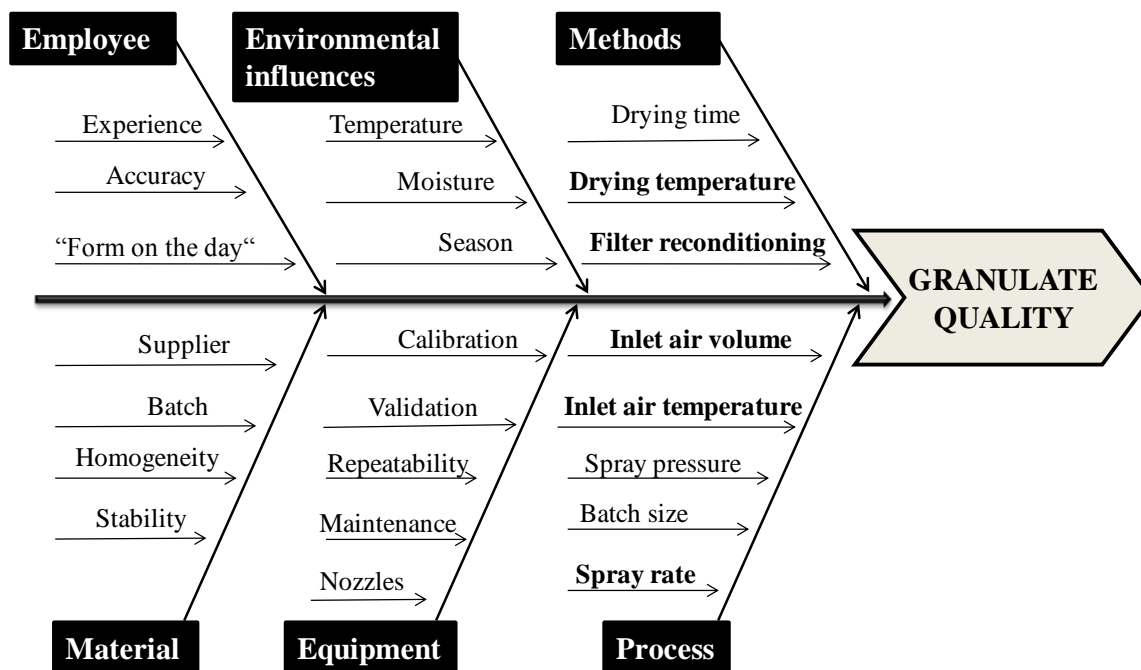 Employee
Environmental
influences
Methods
Experience
Temperature
Drying time
Accuracy
Moisture
Drying temperature
“Form on the day“
Season
Filter reconditioning
GRANULATE
QUALITY
Supplier
Calibration
Inlet air volume
Batch
Validation
Inlet air temperature
Homogeneity
Repeatability
Spray pressure
Stability
Maintenance
Batch size
Nozzles
Spray rate
Material
Equipment
Process